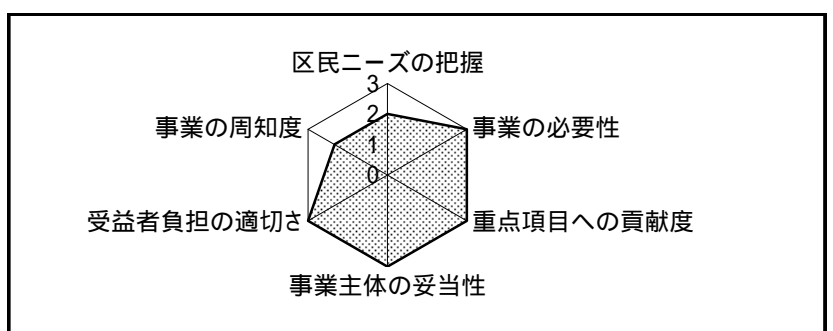 区民ニーズの把握
3
2
1
0
事業の周知度
事業の必要性
受益者負担の適切さ
重点項目への貢献度
事業主体の妥当性